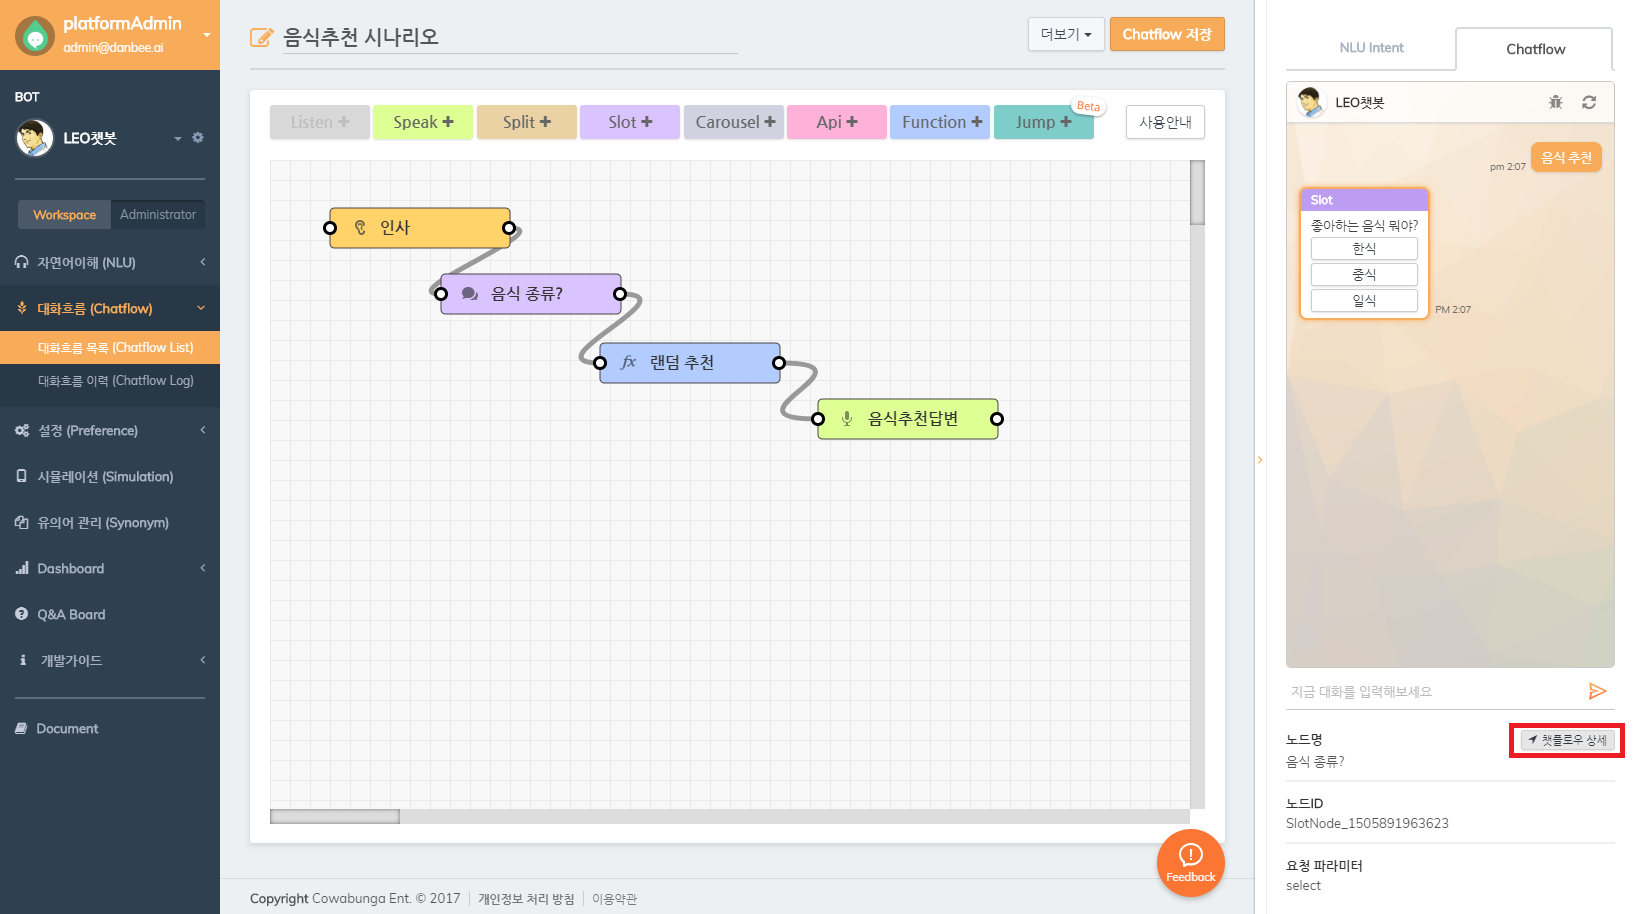 platformAdmin
admin@danbee.ai
BOT
LEO챗봇
Workspace
Administrator
자연어이해 (NLU)
대화흐름 (Chatflow)
대화흐름 목록 (Chatflow List)
대화흐름 이력 (Chatflow Log)
설정 (Preference)
시뮬레이션 (Simulation)
유의어 관리 (Synonym)
Dashboard
Q&A Board
개발가이드
Document
음식추천 시나리오
더보기
Chatflow 저장
Listen +
Speak +
Split +
Slot +
Carousel +
Api +
Function +
Jump +
Beta
사용안내
인사
음식 종류?
fx 랜덤 추천
음식추천답변
Feedback
Copyright Cowabunga Ent. © 2017
개인정보 처리 방침
이용약관
NLU Intent
Chatflow
LEO챗봇
pm 2:07
음식 추천
Slot
좋아하는 음식 뭐야?
한식
중식
일식
PM 2:07
지금 대화를 입력해보세요
노드명
챗플로우 상세
음식 종류?
노드ID
SlotNode_1505891963623
요청 파라미터
select